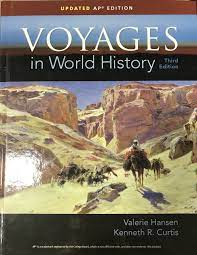 UPDATED AP® EDITION
VOYAGES
in World History
Third
Edition
Valerie Hansen
Kenneth R. Curtis